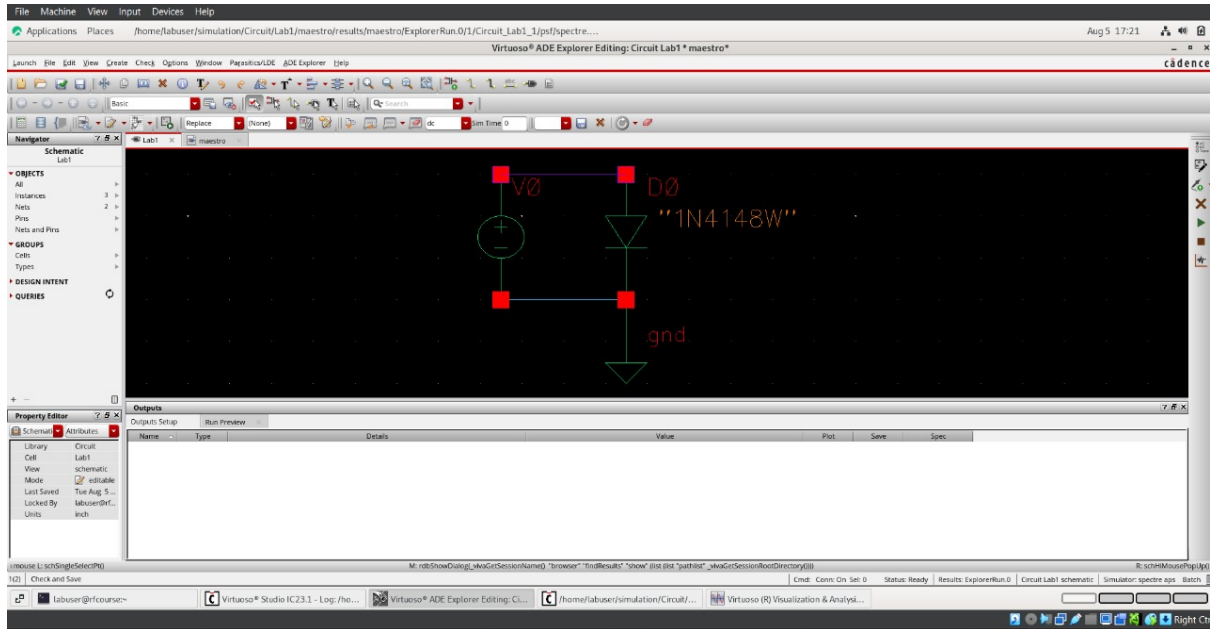 File Machine View Input Devices Help
Applications Places /home/labuser/simulation/Circuit/Lab1/maestro/results/maestro/ExplorerRun.0/1/Circuit_Lab1_1/psf/spectre.... Aug 5 17:21
Virtuoso® ADE Explorer Editing: Circuit Lab1 * maestro*
Launch File Edit View Create Check Options Window Parasitics/LDE ADE Explorer Help cādence
Basic Search
Replace (None) dc Sim Time 0
Navigator ? X Lab1 X maestro X
Schematic
Lab1
OBJECTS
All
Instances 3
Nets 2
Pins
Nets and Pins
GROUPS
Cells
Types
DESIGN INTENT
QUERIES
V0 D0
"1N4148W"
gnd
Property Editor ? X
Schemati Attributes
Library Circuit
Cell Lab1
View schematic
Mode editable
Last Saved Tue Aug 5 ...
Locked By labuser@rf...
Units inch
Outputs ? X
Outputs Setup Run Preview X
Name Type Details Value Plot Save Spec
mouse L: schSingleSelectPt() M: rdbShowDialog(_vivaGetSessionName() "browser" "findResults" "show" (list (list "pathlist" _vivaGetSessionRootDirectory()))) R: schHiMousePopUp()
1(2) Check and Save Cmd: Conn: On Sel: 0 Status: Ready Results: ExplorerRun.0 Circuit Lab1 schematic Simulator: spectre aps Batch
labuser@rfcourse:~ Virtuoso® Studio IC23.1 - Log: /ho... Virtuoso® ADE Explorer Editing: Ci... /home/labuser/simulation/Circuit/... Virtuoso (R) Visualization & Analysi...
Right Ctr